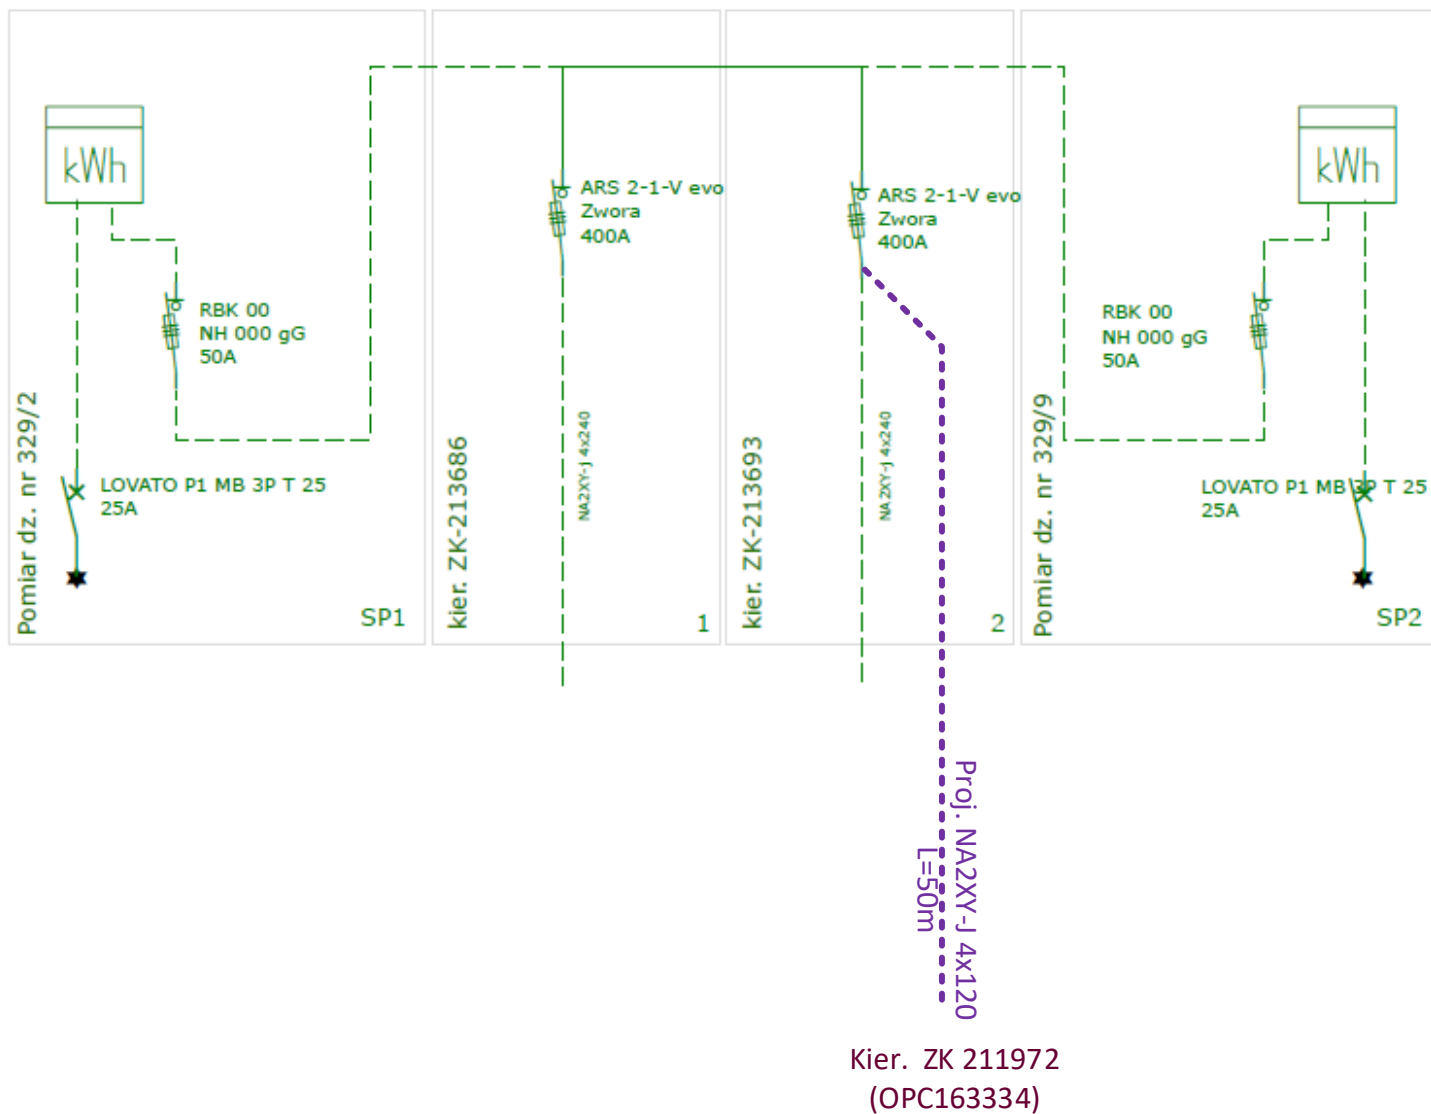 kWh
RBK 00
NH 000 gG
50A
LOVATO P1 MB 3P T 25
25A
Pomiar dz. nr 329/2
SP1
ARS 2-1-V evo
Zwora
400A
NA2XY-j 4x240
kier. ZK-213686
1
ARS 2-1-V evo
Zwora
400A
NA2XY-j 4x240
kier. ZK-213693
2
kWh
RBK 00
NH 000 gG
50A
LOVATO P1 MB 3P T 25
25A
Pomiar dz. nr 329/9
SP2
Proj. NA2XY-J 4x120
L=50m
Kier. ZK 211972
(OPC163334)